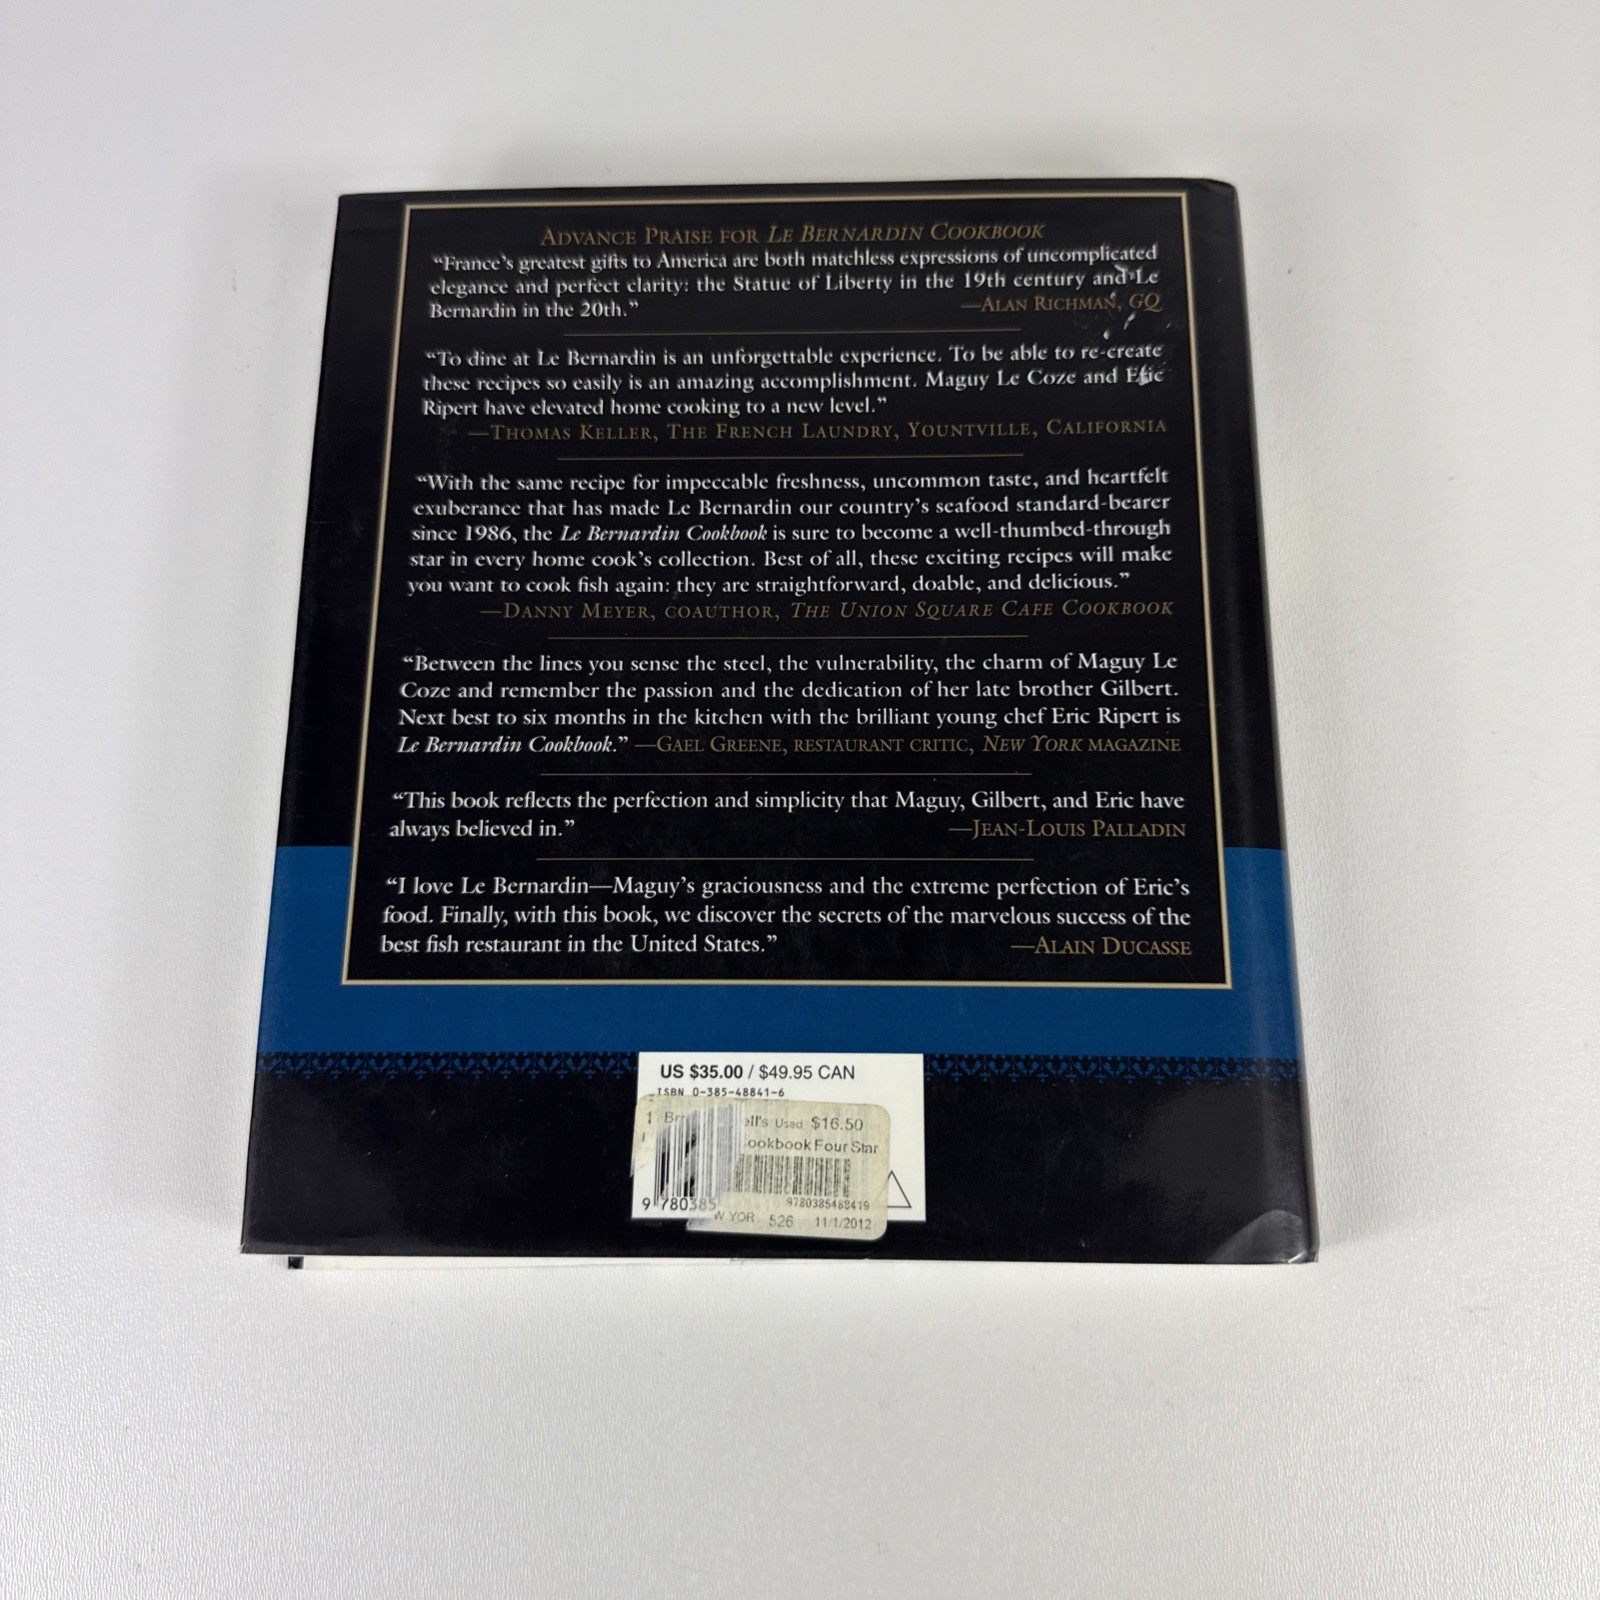 ADVANCE PRAISE FOR LE BERNARDIN COOKBOOK
“France’s greatest gifts to America are both matchless expressions of uncomplicated
elegance and perfect clarity: the Statue of Liberty in the 19th century and Le
Bernardin in the 20th.” —ALAN RICHMAN, GQ
“To dine at Le Bernardin is an unforgettable experience. To be able to re-create
these recipes so easily is an amazing accomplishment. Maguy Le Coze and Eric
Ripert have elevated home cooking to a new level.”
—THOMAS KELLER, THE FRENCH LAUNDRY, YOUNTVILLE, CALIFORNIA
“With the same recipe for impeccable freshness, uncommon taste, and heartfelt
exuberance that has made Le Bernardin our country’s seafood standard-bearer
since 1986, the Le Bernardin Cookbook is sure to become a well-thumbed-through
star in every home cook’s collection. Best of all, these exciting recipes will make
you want to cook fish again: they are straightforward, doable, and delicious.”
—DANNY MEYER, COAUTHOR, THE UNION SQUARE CAFE COOKBOOK
“Between the lines you sense the steel, the vulnerability, the charm of Maguy Le
Coze and remember the passion and the dedication of her late brother Gilbert.
Next best to six months in the kitchen with the brilliant young chef Eric Ripert is
Le Bernardin Cookbook.” —GAEL GREENE, RESTAURANT CRITIC, NEW YORK MAGAZINE
“This book reflects the perfection and simplicity that Maguy, Gilbert, and Eric have
always believed in.” —JEAN-LOUIS PALLADIN
“I love Le Bernardin—Maguy’s graciousness and the extreme perfection of Eric’s
food. Finally, with this book, we discover the secrets of the marvelous success of the
best fish restaurant in the United States.” —ALAIN DUCASSE
US $35.00 / $49.95 CAN
ISBN 0-385-48841-6
1 ell's Used $16.50
ookbook Four Star
9 780385 9780385488419
W YOR 526 11/1/2012